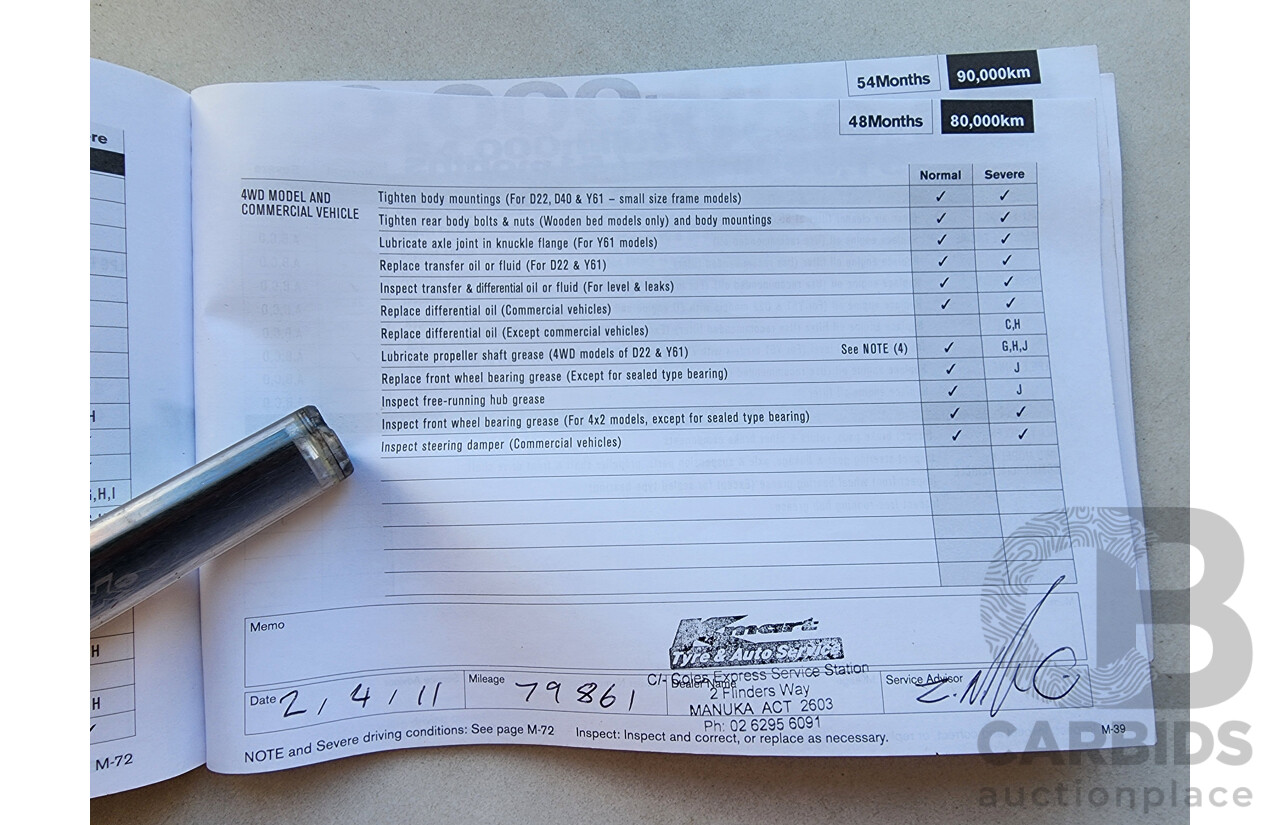 54Months 90,000km
48Months 80,000km
Normal Severe
4WD MODEL AND
COMMERCIAL VEHICLE
Tighten body mountings (For D22, D40 & Y61 – small size frame models) ✓ ✓
Tighten rear body bolts & nuts (Wooden bed models only) and body mountings ✓ ✓
Lubricate axle joint in knuckle flange (For Y61 models) ✓ ✓
Replace transfer oil or fluid (For D22 & Y61) ✓ ✓
Inspect transfer & differential oil or fluid (For level & leaks) ✓ ✓
Replace differential oil (Commercial vehicles) ✓ ✓
Replace differential oil (Except commercial vehicles) C,H
Lubricate propeller shaft grease (4WD models of D22 & Y61) See NOTE (4) ✓ G,H,J
Replace front wheel bearing grease (Except for sealed type bearing) ✓ J
Inspect free-running hub grease ✓ J
Inspect front wheel bearing grease (For 4x2 models, except for sealed type bearing) ✓ ✓
Inspect steering damper (Commercial vehicles) ✓ ✓
Memo
Kmart
Tyre & Auto Service
C/- Coles Express Service Station
2 Flinders Way
MANUKA ACT 2603
Ph: 02 6295 6091
Date 2/4/11
Mileage 79861
Dealer Name
Service Advisor
NOTE and Severe driving conditions: See page M-72 Inspect: Inspect and correct, or replace as necessary.
M-39
re
H
,H,I
H
H
M-72
CARBIDS
auctionplace